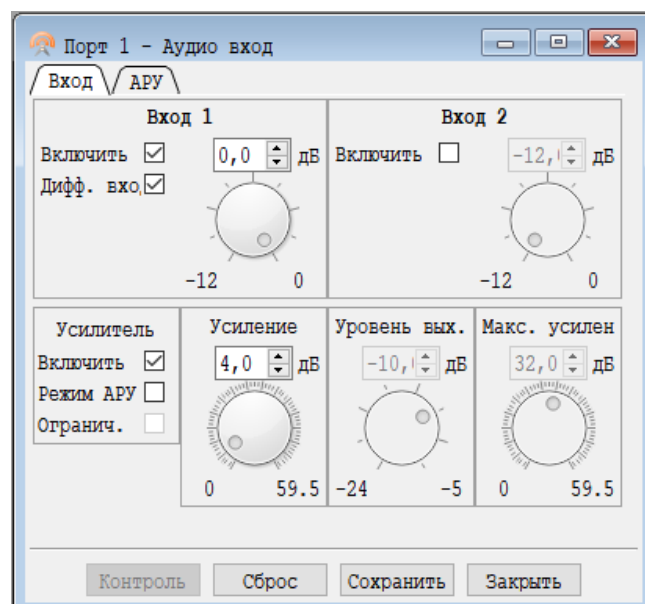 Порт 1 - Аудио вход
Вход АРУ
Вход 1 Вход 2
Включить 0,0 дБ Включить -12, дБ
Дифф. вхо
-12 0 -12 0
Усилитель Усиление Уровень вых. Макс. усилен
Включить 4,0 дБ -10, дБ 32,0 дБ
Режим АРУ
Огранич.
0 59.5 -24 -5 0 59.5
Контроль Сброс Сохранить Закрыть